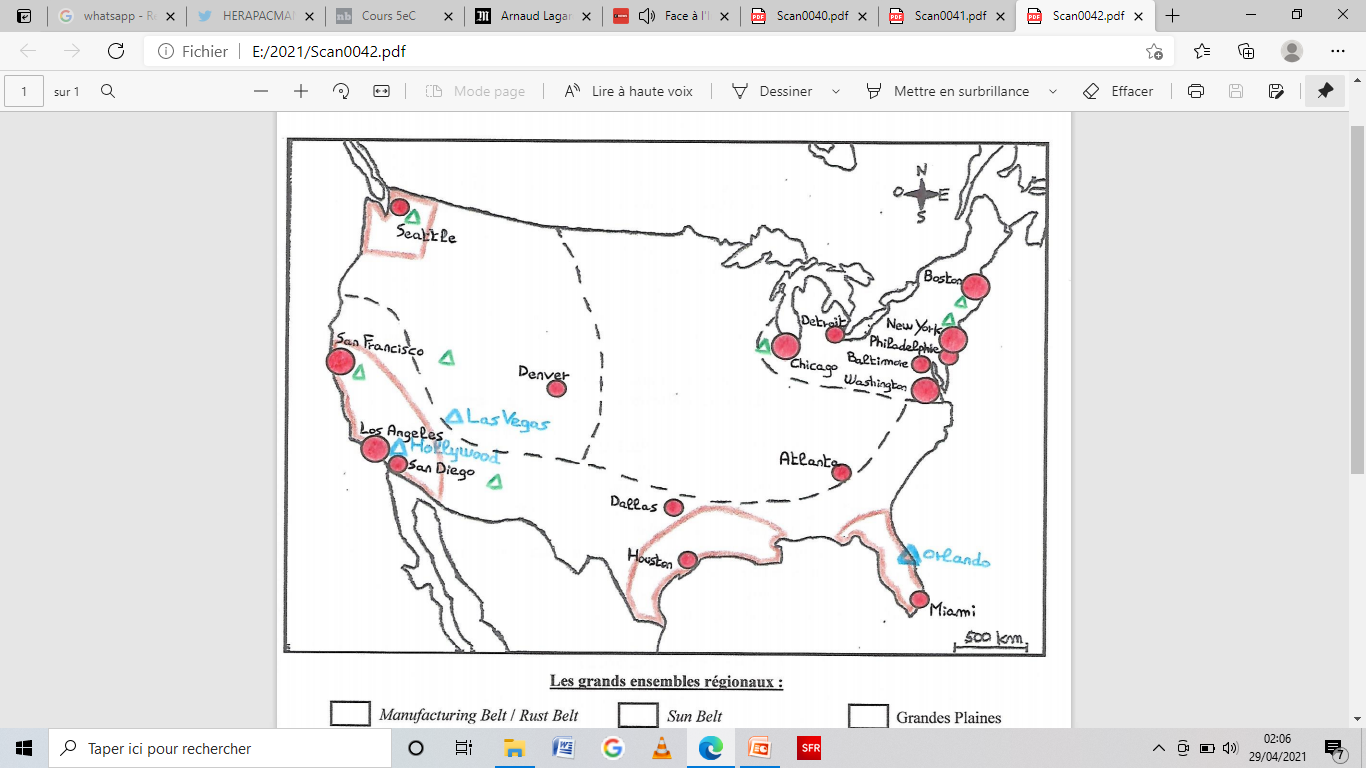 whatsapp - Re
HERAPACMAN
Cours 5eC
Arnaud Lagar
Face à l'I
Scan0040.pdf
Scan0041.pdf
Scan0042.pdf
Fichier E:/2021/Scan0042.pdf
1 sur 1 Mode page Lire à haute voix Dessiner Mettre en surbrillance Effacer
N
O E
S
Seattle
Boston
New York
Detroit
Philadelphie
San Francisco
Baltimore
Chicago
Denver
Washington
Las Vegas
Los Angeles
Hollywood
San Diego
Atlanta
Dallas
Houston
Orlando
Miami
500 km
Les grands ensembles régionaux :
Manufacturing Belt / Rust Belt Sun Belt Grandes Plaines
Taper ici pour rechercher
SFR
02:06
29/04/2021
7